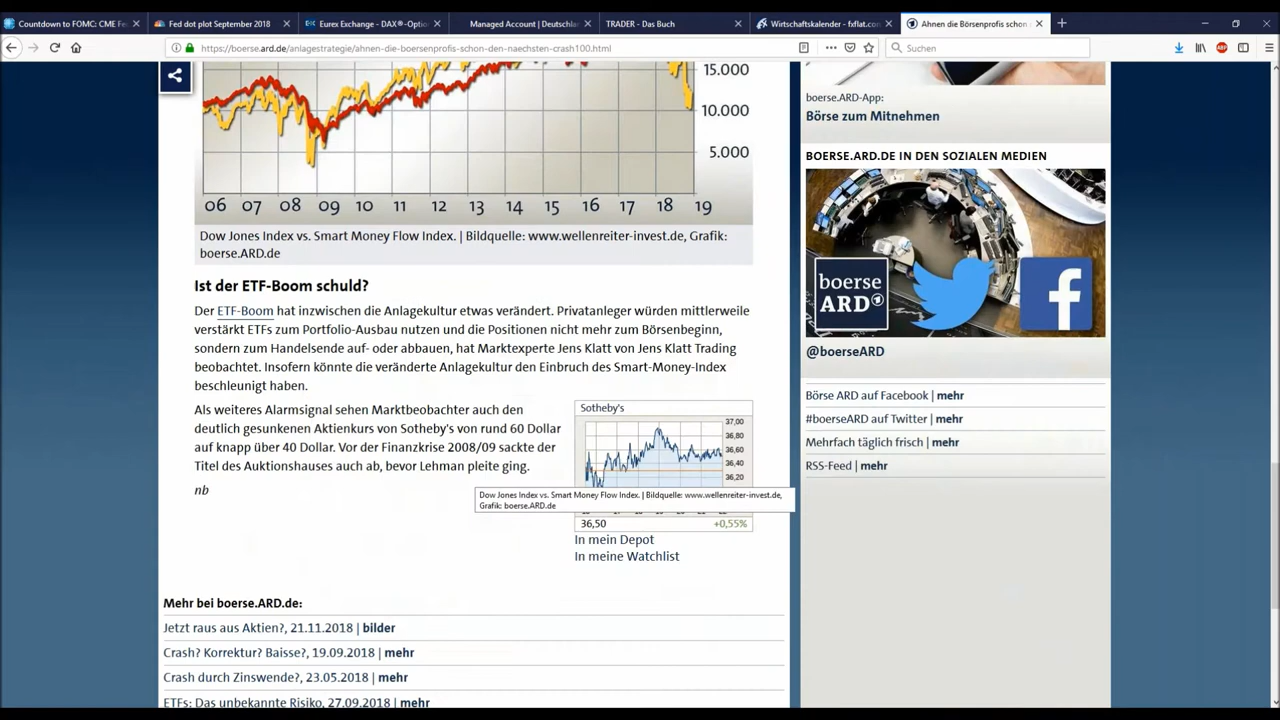 Countdown to FOMC: CME Fe
Fed dot plot September 2018
Eurex Exchange - DAX®-Optio
Managed Account | Deutschla
TRADER - Das Buch
Wirtschaftskalender - fxflat.con
Ahnen die Börsenprofis schon
https://boerse.ard.de/anlagestrategie/ahnen-die-boersenprofis-schon-den-naechsten-crash100.html
Suchen
15.000
10.000
5.000
06 07 08 09 10 11 12 13 14 15 16 17 18 19
Dow Jones Index vs. Smart Money Flow Index. | Bildquelle: www.wellenreiter-invest.de, Grafik:
boerse.ARD.de
Ist der ETF-Boom schuld?
Der ETF-Boom hat inzwischen die Anlagekultur etwas verändert. Privatanleger würden mittlerweile
verstärkt ETFs zum Portfolio-Ausbau nutzen und die Positionen nicht mehr zum Börsenbeginn,
sondern zum Handelsende auf- oder abbauen, hat Marktexperte Jens Klatt von Jens Klatt Trading
beobachtet. Insofern könnte die veränderte Anlagekultur den Einbruch des Smart-Money-Index
beschleunigt haben.
Als weiteres Alarmsignal sehen Marktbeobachter auch den
deutlich gesunkenen Aktienkurs von Sotheby's von rund 60 Dollar
auf knapp über 40 Dollar. Vor der Finanzkrise 2008/09 sackte der
Titel des Auktionshauses auch ab, bevor Lehman pleite ging.
nb
Sotheby's
37,00
36,80
36,60
36,40
36,20
Dow Jones Index vs. Smart Money Flow Index. | Bildquelle: www.wellenreiter-invest.de,
Grafik: boerse.ARD.de
36,50 +0,55%
In mein Depot
In meine Watchlist
Mehr bei boerse.ARD.de:
Jetzt raus aus Aktien?, 21.11.2018 | bilder
Crash? Korrektur? Baisse?, 19.09.2018 | mehr
Crash durch Zinswende?, 23.05.2018 | mehr
ETFs: Das unbekannte Risiko, 27.09.2018 | mehr
boerse.ARD-App:
Börse zum Mitnehmen
BOERSE.ARD.DE IN DEN SOZIALEN MEDIEN
boerse
ARD
@boerseARD
Börse ARD auf Facebook | mehr
#boerseARD auf Twitter | mehr
Mehrfach täglich frisch | mehr
RSS-Feed | mehr